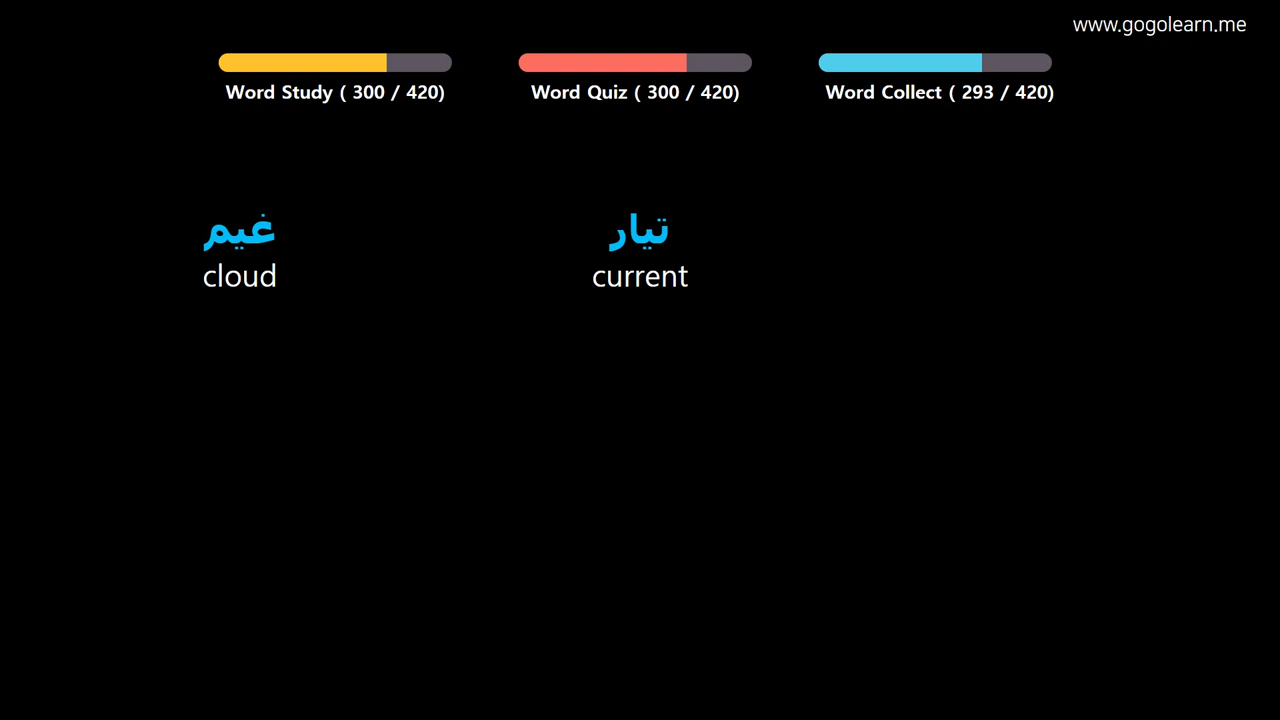 www.gogolearn.me
Word Study ( 300 / 420)
Word Quiz ( 300 / 420)
Word Collect ( 293 / 420)
غيم
cloud
تيار
current